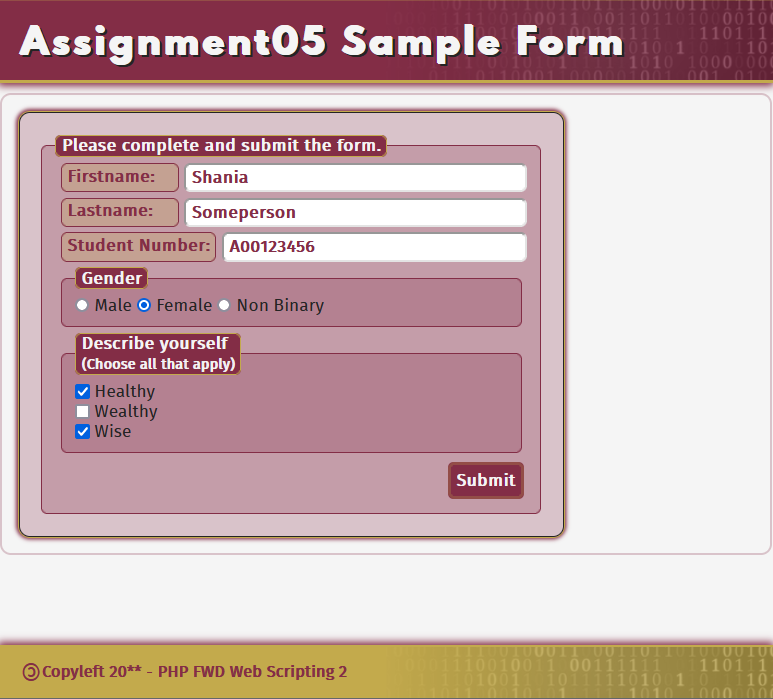 Assignment05 Sample Form
Please complete and submit the form.
Firstname: Shania
Lastname: Someperson
Student Number: A00123456
Gender
Male Female Non Binary
Describe yourself
(Choose all that apply)
Healthy
Wealthy
Wise
Submit
Copyleft 20** - PHP FWD Web Scripting 2